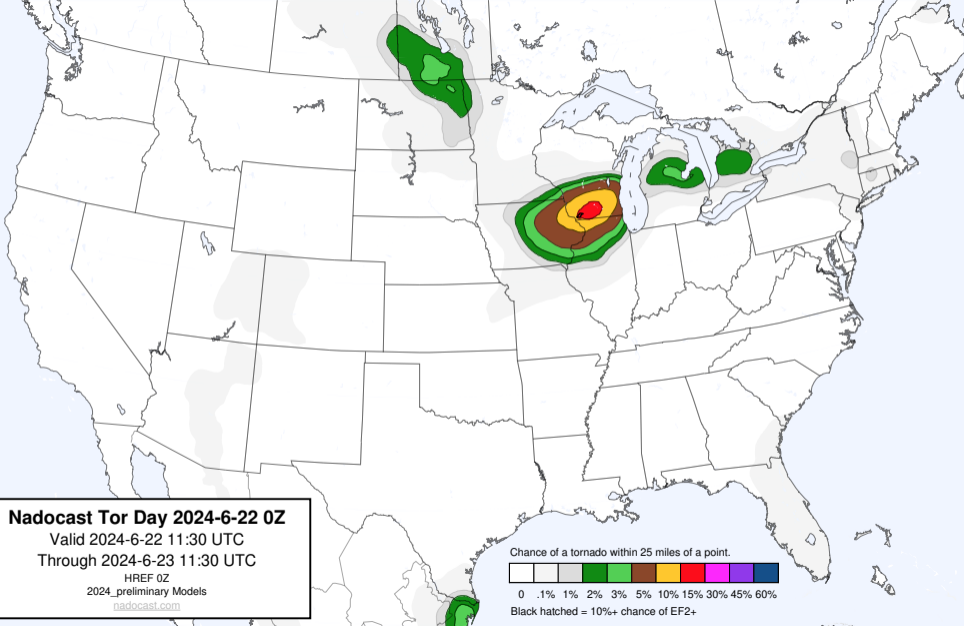 Nadocast Tor Day 2024-6-22 0Z
Valid 2024-6-22 11:30 UTC
Through 2024-6-23 11:30 UTC
HREF 0Z
2024_preliminary Models
nadocast.com
Chance of a tornado within 25 miles of a point.
0 .1% 1% 2% 3% 5% 10% 15% 30% 45% 60%
Black hatched = 10%+ chance of EF2+